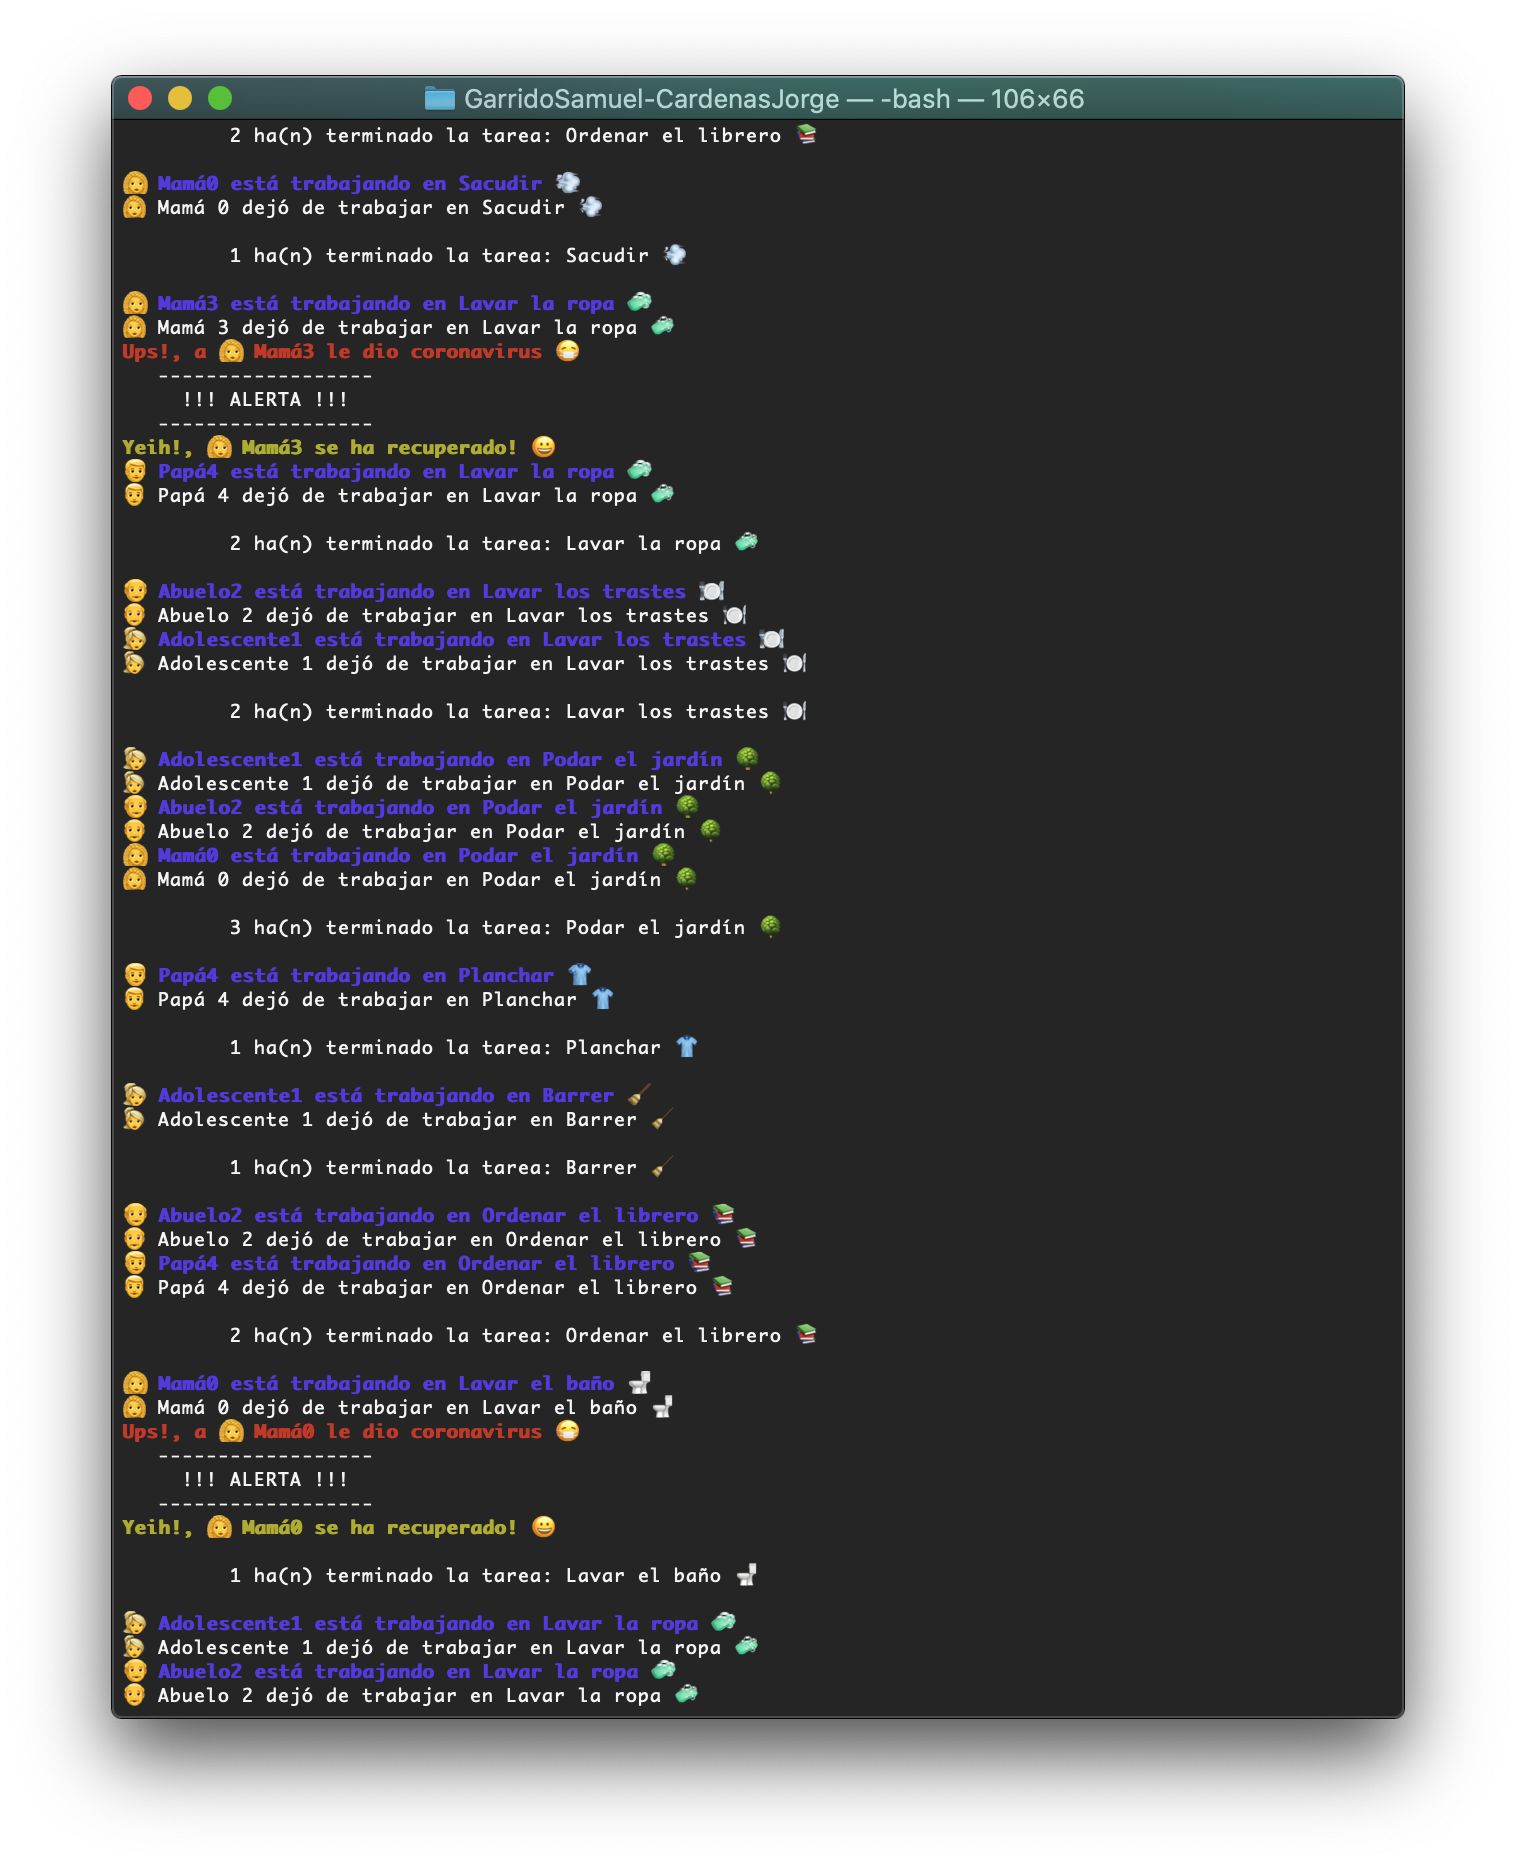 GarridoSamuel-CardenasJorge — -bash — 106×66
2 ha(n) terminado la tarea: Ordenar el librero 📚
👩 Mamá0 está trabajando en Sacudir 💨
👩 Mamá 0 dejó de trabajar en Sacudir 💨
1 ha(n) terminado la tarea: Sacudir 💨
👩 Mamá3 está trabajando en Lavar la ropa 🧼
👩 Mamá 3 dejó de trabajar en Lavar la ropa 🧼
Ups!, a 👩 Mamá3 le dio coronavirus 😷
------------------
!!! ALERTA !!!
------------------
Yeih!, 👩 Mamá3 se ha recuperado! 😀
👨 Papá4 está trabajando en Lavar la ropa 🧼
👨 Papá 4 dejó de trabajar en Lavar la ropa 🧼
2 ha(n) terminado la tarea: Lavar la ropa 🧼
👴 Abuelo2 está trabajando en Lavar los trastes 🍽
👴 Abuelo 2 dejó de trabajar en Lavar los trastes 🍽
🙋 Adolescente1 está trabajando en Lavar los trastes 🍽
🙋 Adolescente 1 dejó de trabajar en Lavar los trastes 🍽
2 ha(n) terminado la tarea: Lavar los trastes 🍽
🙋 Adolescente1 está trabajando en Podar el jardín 🌳
🙋 Adolescente 1 dejó de trabajar en Podar el jardín 🌳
👴 Abuelo2 está trabajando en Podar el jardín 🌳
👴 Abuelo 2 dejó de trabajar en Podar el jardín 🌳
👩 Mamá0 está trabajando en Podar el jardín 🌳
👩 Mamá 0 dejó de trabajar en Podar el jardín 🌳
3 ha(n) terminado la tarea: Podar el jardín 🌳
👨 Papá4 está trabajando en Planchar 👕
👨 Papá 4 dejó de trabajar en Planchar 👕
1 ha(n) terminado la tarea: Planchar 👕
🙋 Adolescente1 está trabajando en Barrer 🧹
🙋 Adolescente 1 dejó de trabajar en Barrer 🧹
1 ha(n) terminado la tarea: Barrer 🧹
👴 Abuelo2 está trabajando en Ordenar el librero 📚
👴 Abuelo 2 dejó de trabajar en Ordenar el librero 📚
👨 Papá4 está trabajando en Ordenar el librero 📚
👨 Papá 4 dejó de trabajar en Ordenar el librero 📚
2 ha(n) terminado la tarea: Ordenar el librero 📚
👩 Mamá0 está trabajando en Lavar el baño 🚽
👩 Mamá 0 dejó de trabajar en Lavar el baño 🚽
Ups!, a 👩 Mamá0 le dio coronavirus 😷
------------------
!!! ALERTA !!!
------------------
Yeih!, 👩 Mamá0 se ha recuperado! 😀
1 ha(n) terminado la tarea: Lavar el baño 🚽
🙋 Adolescente1 está trabajando en Lavar la ropa 🧼
🙋 Adolescente 1 dejó de trabajar en Lavar la ropa 🧼
👴 Abuelo2 está trabajando en Lavar la ropa 🧼
👴 Abuelo 2 dejó de trabajar en Lavar la ropa 🧼